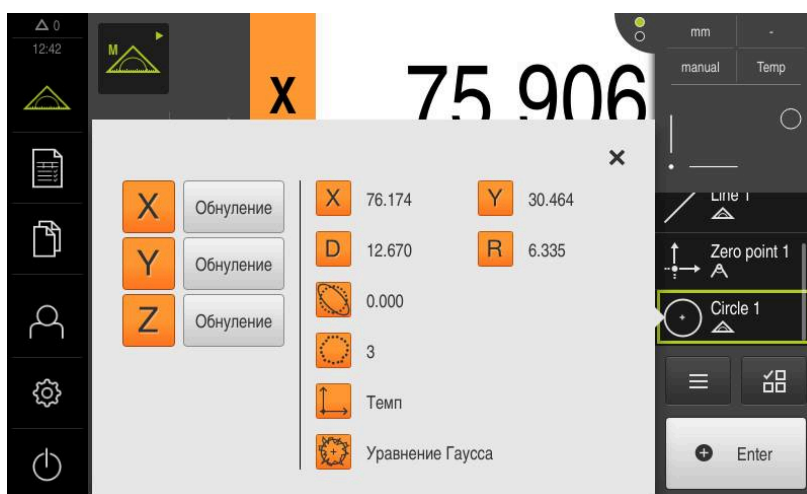 0
12:42
M
X
75.906
mm
-
manual
Temp
X Обнуление
Y Обнуление
Z Обнуление
X 76.174
Y 30.464
D 12.670
R 6.335
0.000
3
Темп
Уравнение Гаусса
Line 1
Zero point 1
Circle 1
Enter